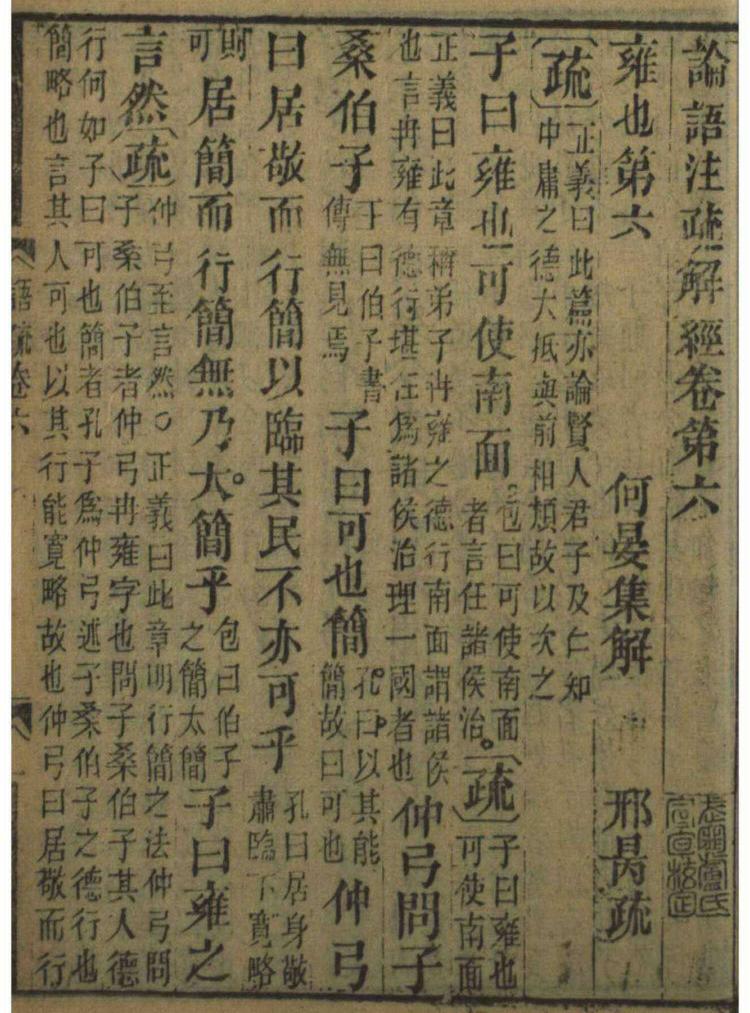 論語注疏解經卷第六
雍也第六 何晏集解 邢昺疏
〔疏〕正義曰此篇亦論賢人君子及仁知
中庸之德大抵與前相類故以次之
子曰雍也可使南面。包曰可使南面
者言任諸侯治。〔疏〕子曰雍也
可使南面
正義曰此章稱弟子冉雍之德行南面謂諸侯
也言冉雍有德行堪任爲諸侯治理一國者也仲弓問子
桑伯子王曰伯子書
傳無見焉子曰可也簡。孔曰以其能
簡故曰可也仲弓
曰居敬而行簡以臨其民不亦可乎孔曰居身敬
肅臨下寬略
則
可居簡而行簡無乃大。簡乎包曰伯子
之簡太簡子曰雍之
言然〔疏〕仲弓至言然○正義曰此章明行簡之法仲弓問
子桑伯子者仲弓冉雍字也問子桑伯子其人德
行何如子曰可也簡者孔子爲仲弓述子桑伯子之德行也
簡略也言其人可也以其行能寬略故也仲弓曰居敬而行
語疏卷六